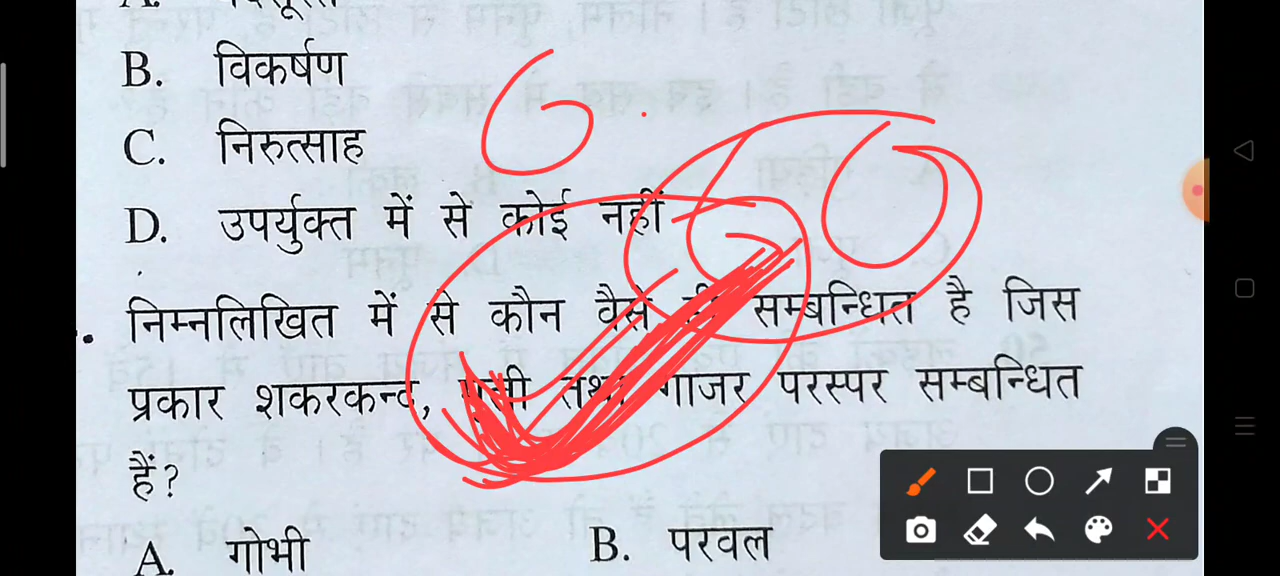 B. विकर्षण
C. निरुत्साह
D. उपर्युक्त में से कोई नहीं
निम्नलिखित में से कौन वैसे ही सम्बन्धित है जिस
प्रकार शकरकन्द, मूली तथा गाजर परस्पर सम्बन्धित
हैं?
A. गोभी
B. परवल